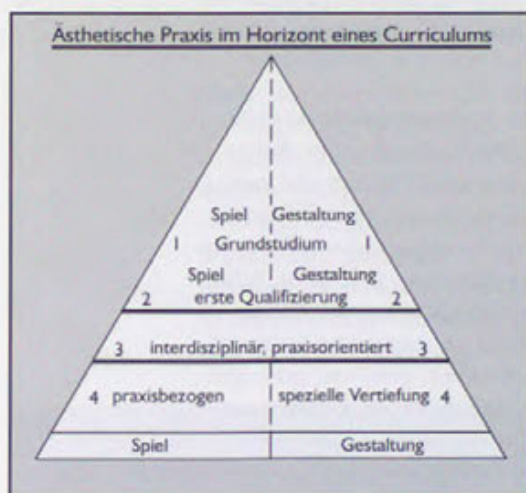 Ästhetische Praxis im Horizont eines Curriculums
Spiel Gestaltung
1 Grundstudium 1
Spiel Gestaltung
2 erste Qualifizierung 2
3 interdisziplinär, praxisorientiert 3
4 praxisbezogen spezielle Vertiefung 4
Spiel Gestaltung